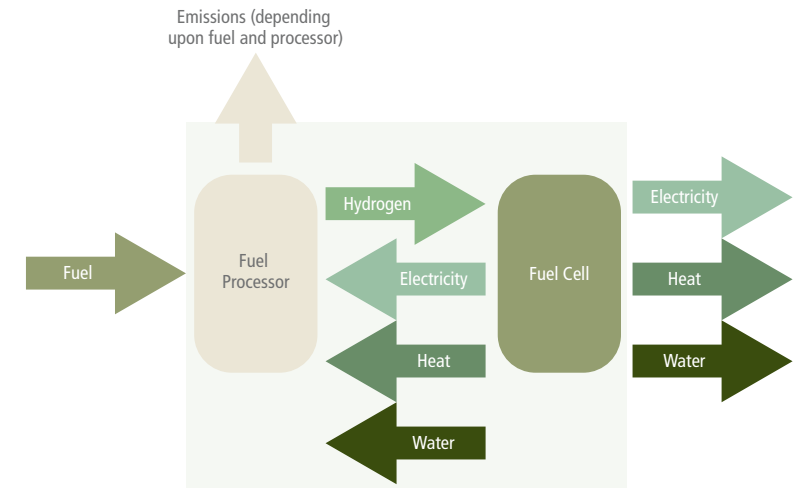 Emissions (depending
upon fuel and processor)
Hydrogen
Electricity
Fuel
Fuel
Processor
Electricity
Fuel Cell
Heat
Heat
Water
Water